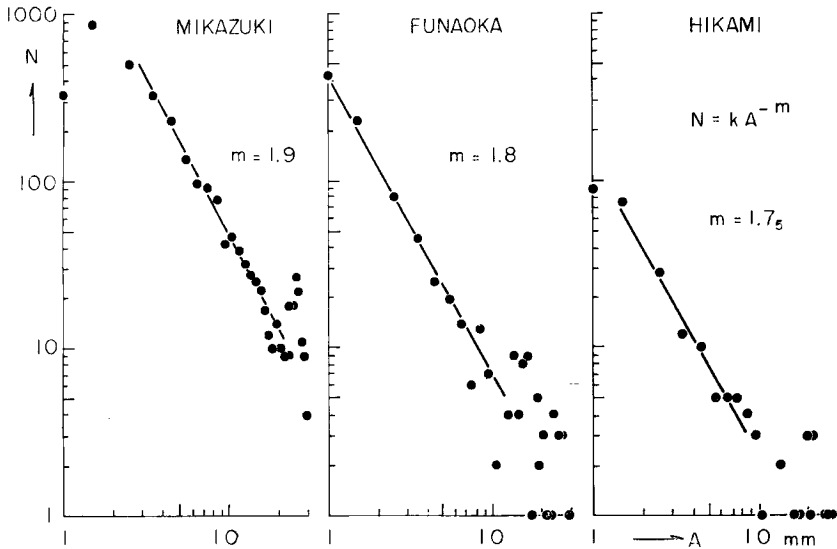 1000
N
100
10
1
MIKAZUKI
m = 1.9
FUNAOKA
m = 1.8
HIKAMI
N = k A^-m
m = 1.7₅
1 10
1 10
1 → A 10 mm